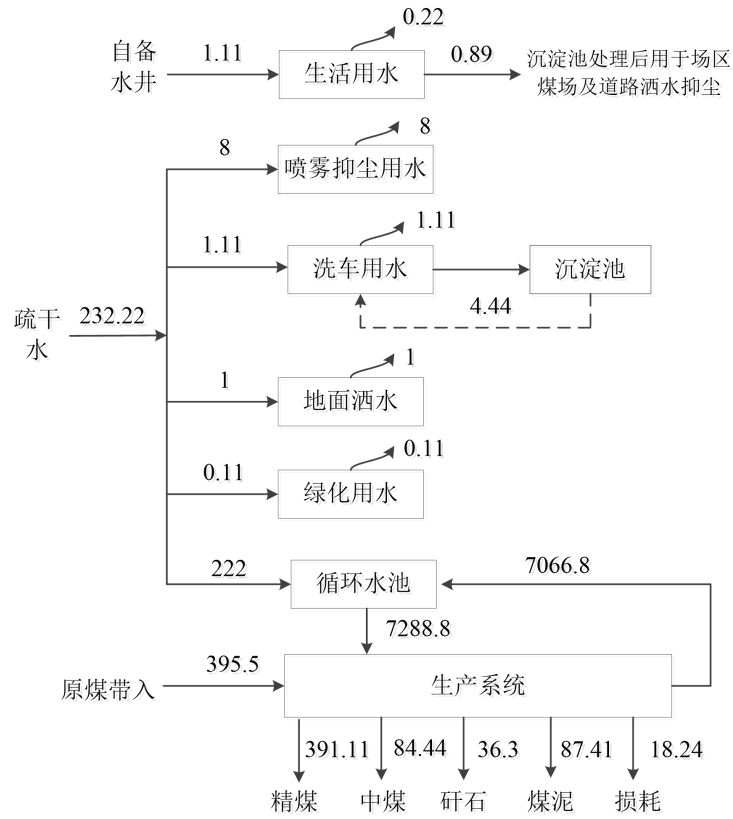 0.22
自备
水井
1.11
生活用水
0.89
沉淀池处理后用于场区
煤场及道路洒水抑尘
8
8
喷雾抑尘用水
1.11
1.11
洗车用水
沉淀池
4.44
疏干
水
232.22
1
1
地面洒水
0.11
0.11
绿化用水
222
循环水池
7066.8
7288.8
原煤带入
395.5
生产系统
391.11
84.44
36.3
87.41
18.24
精煤
中煤
矸石
煤泥
损耗